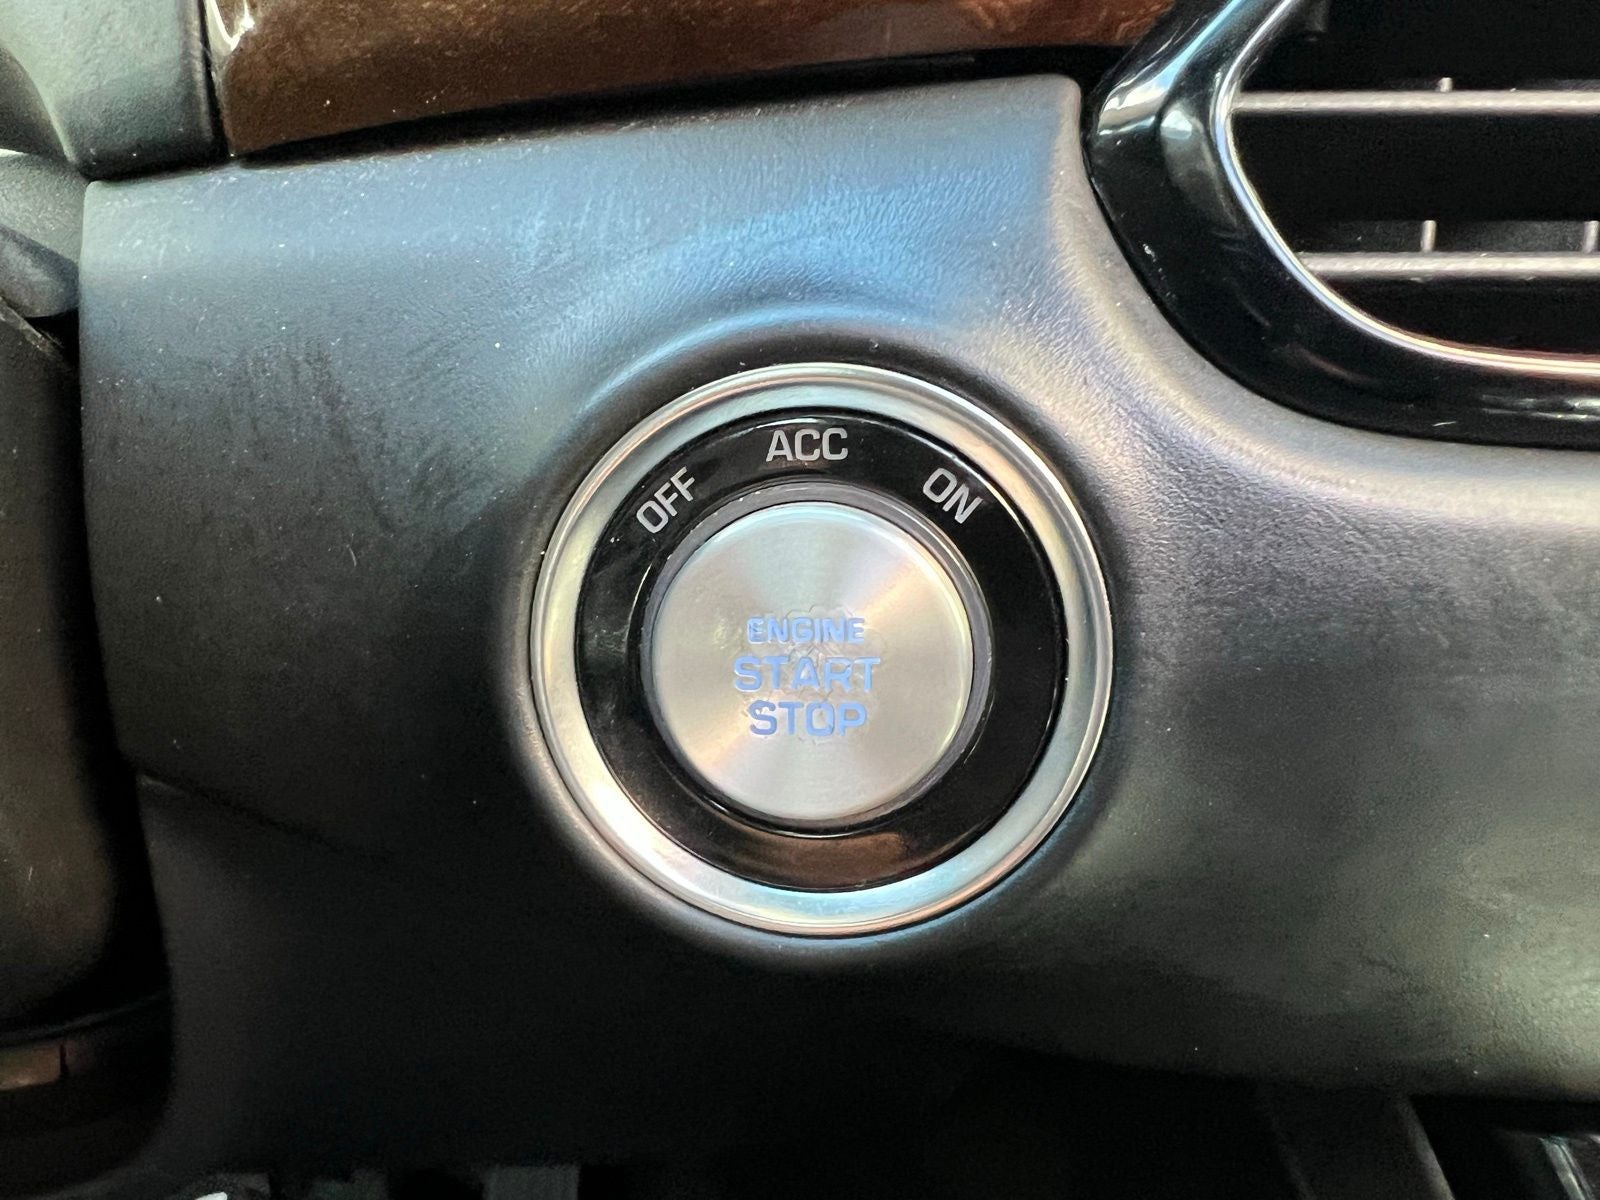 OFF ACC ON
ENGINE
START
STOP